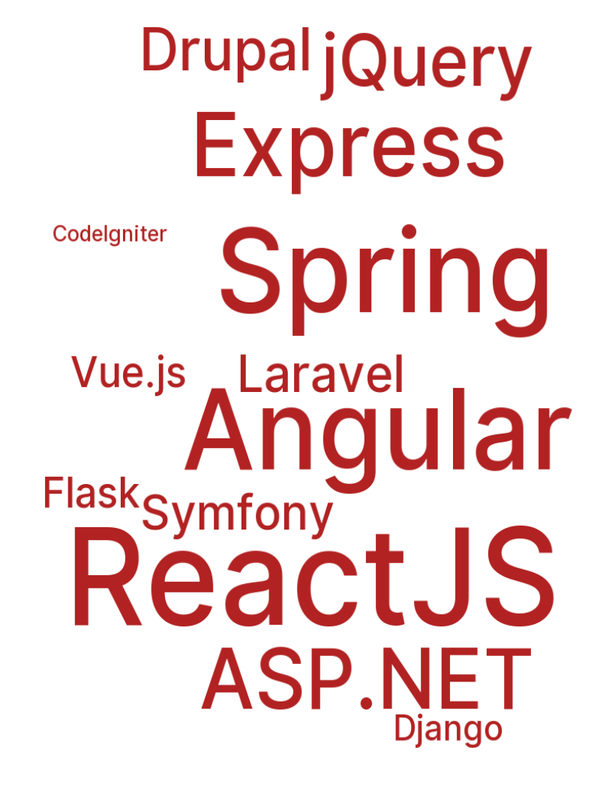 Drupal jQuery
Express
CodeIgniter
Spring
Vue.js Laravel
Angular
Flask Symfony
ReactJS
ASP.NET
Django